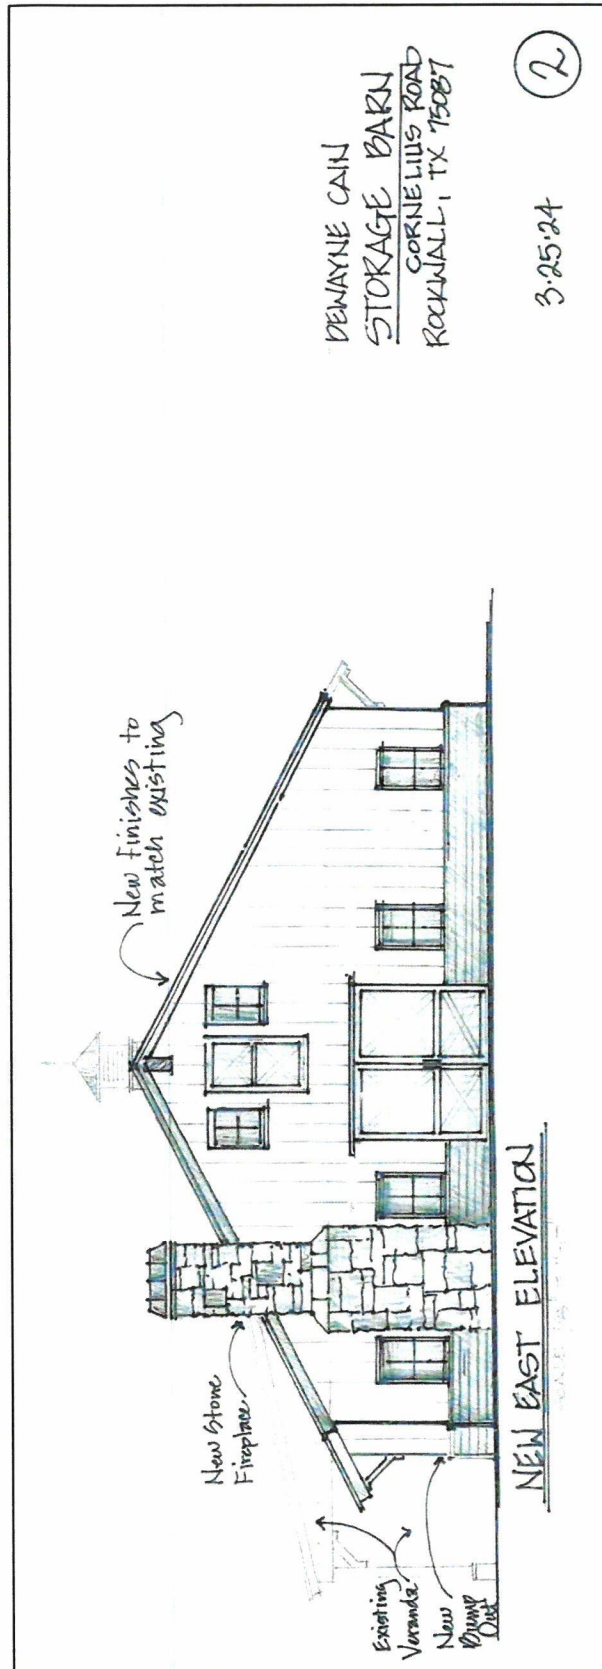 New Finishes to
match existing
New Stone
Fireplace
Existing
Veranda
New
Bump
Out
NEW EAST ELEVATION
DEWAYNE CAIN
STORAGE BARN
CORNELIUS ROAD
ROCKWALL, TX 75087
3.25.24
2